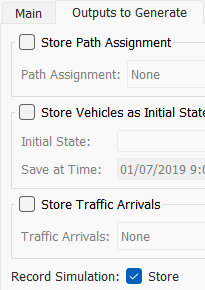 Main Outputs to Generate
Store Path Assignment
Path Assignment: None
Store Vehicles as Initial State
Initial State:
Save at Time: 01/07/2019 9:0
Store Traffic Arrivals
Traffic Arrivals: None
Record Simulation: Store